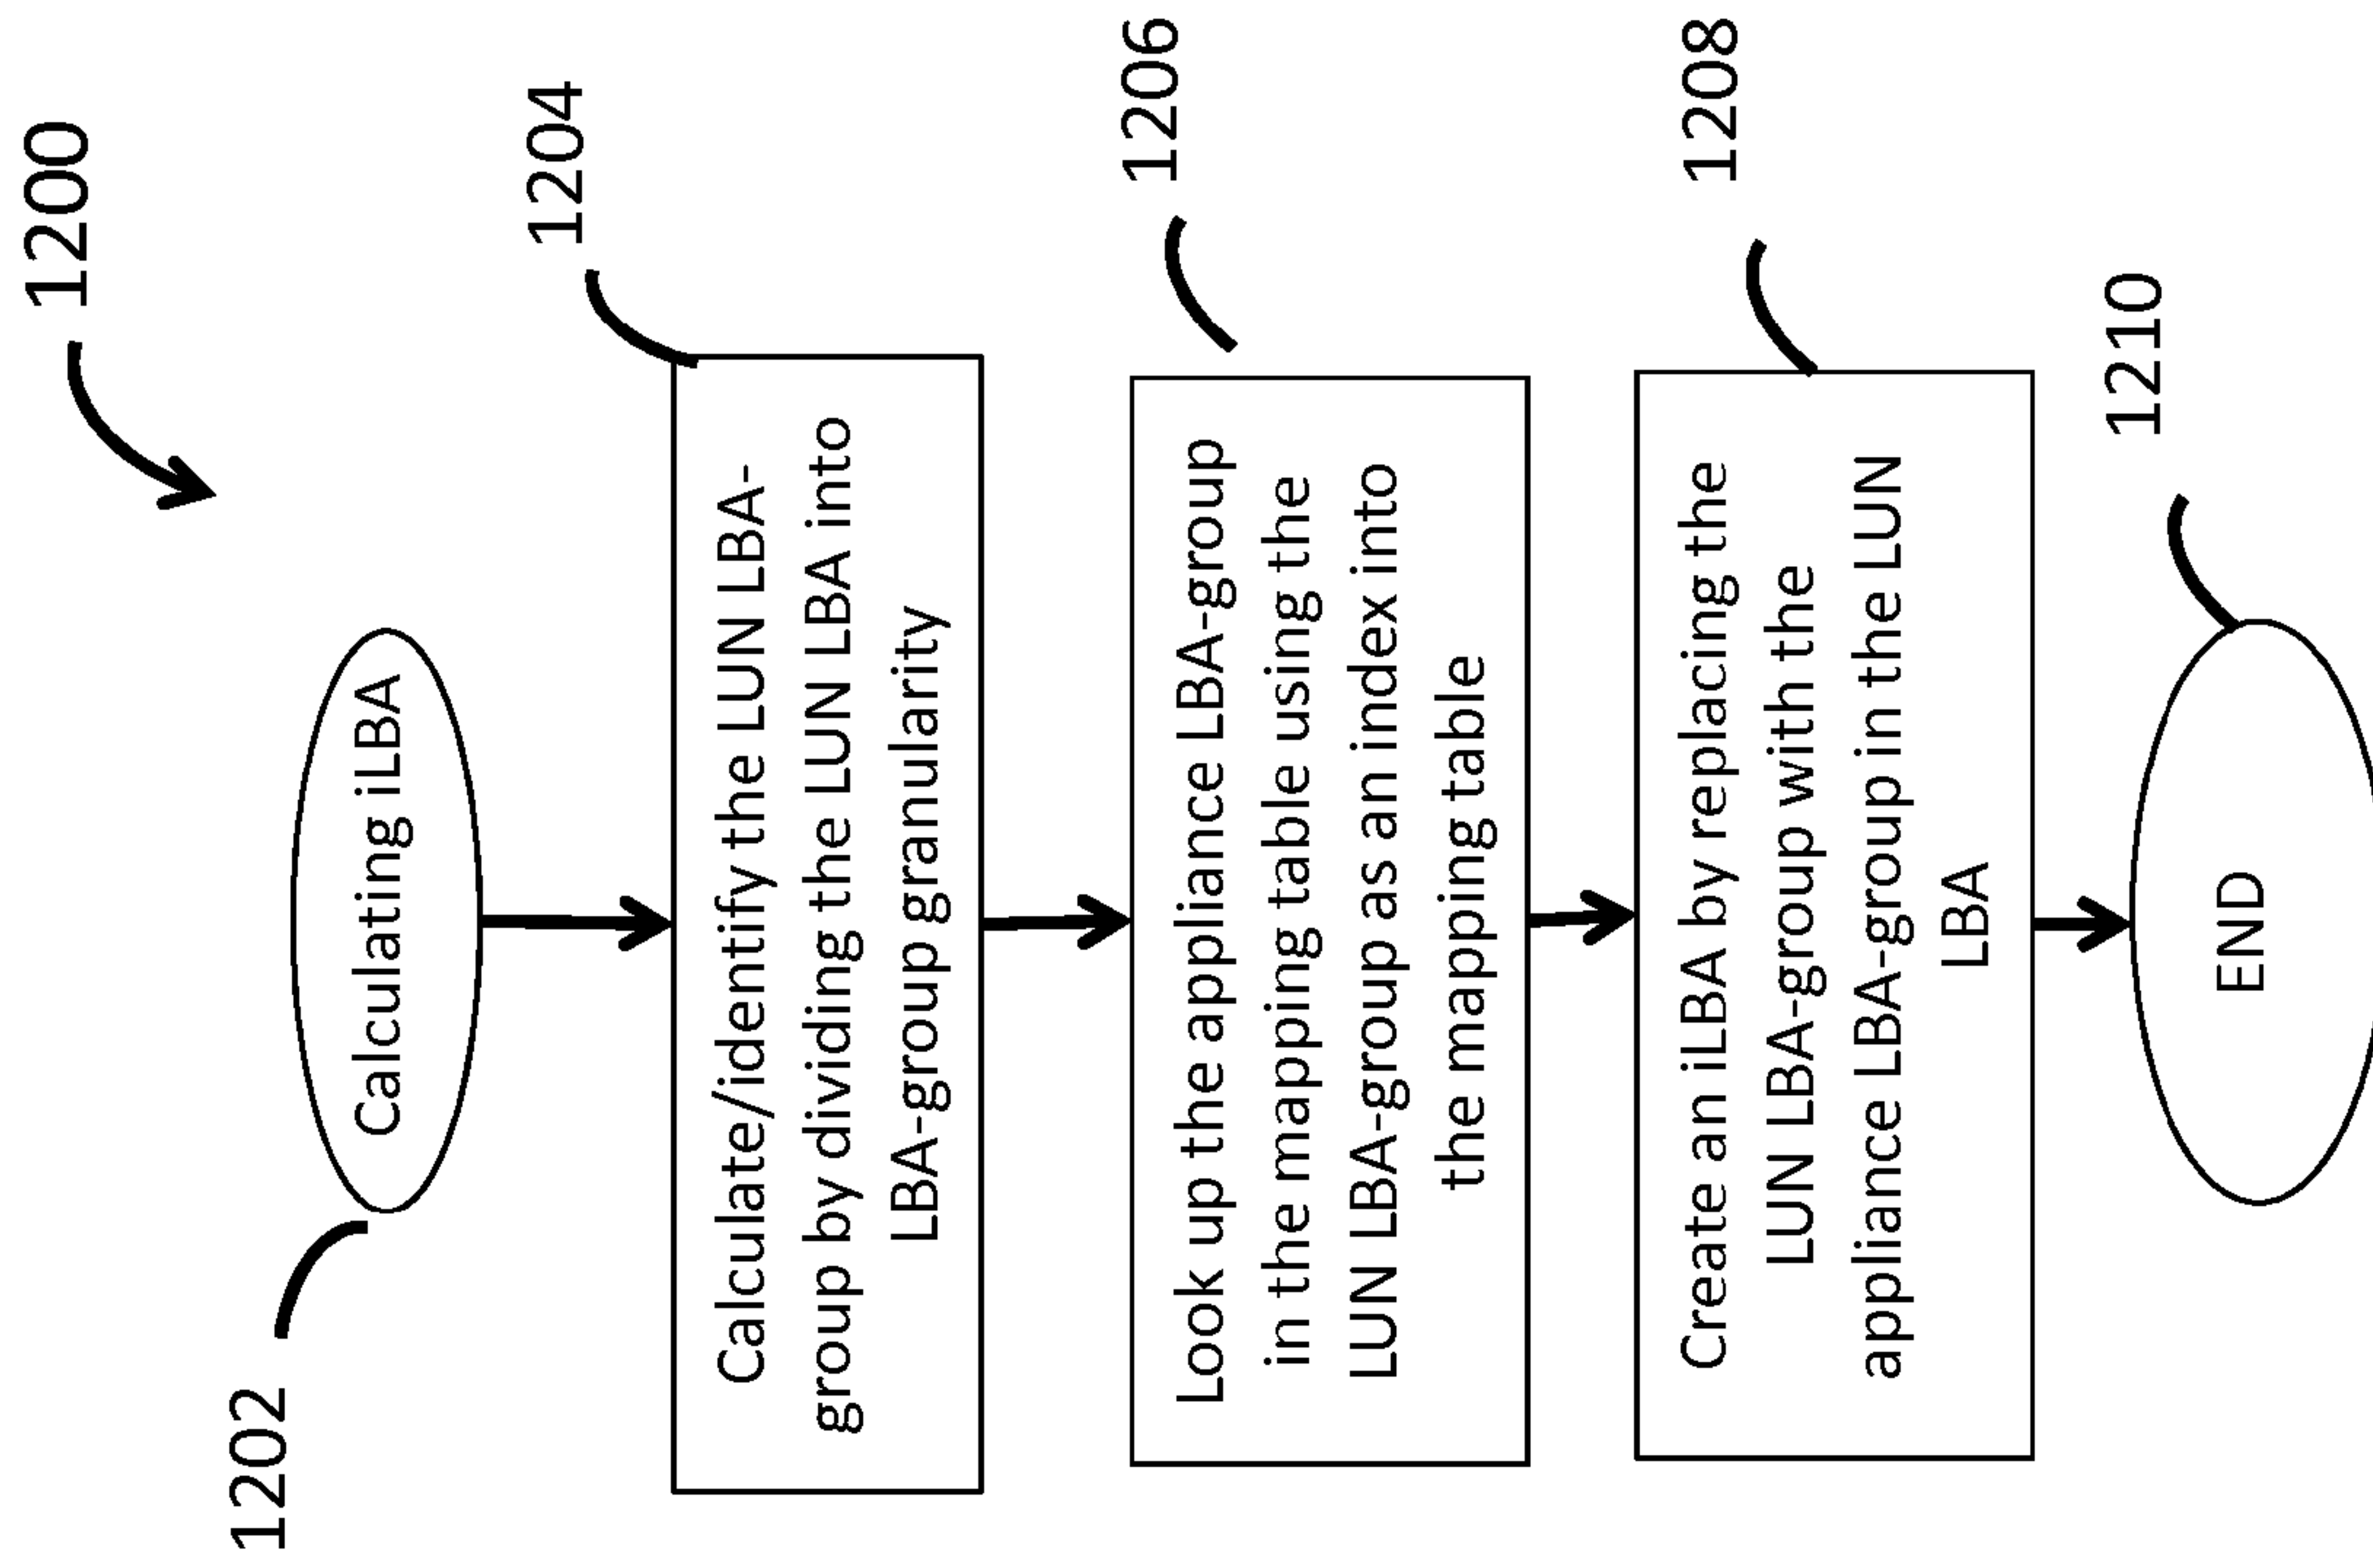 1200
1202
Calculating iLBA
1204
Calculate/identify the LUN LBA-
group by dividing the LUN LBA into
LBA-group granularity
1206
Look up the appliance LBA-group
in the mapping table using the
LUN LBA-group as an index into
the mapping table
1208
Create an iLBA by replacing the
LUN LBA-group with the
appliance LBA-group in the LUN
LBA
1210
END